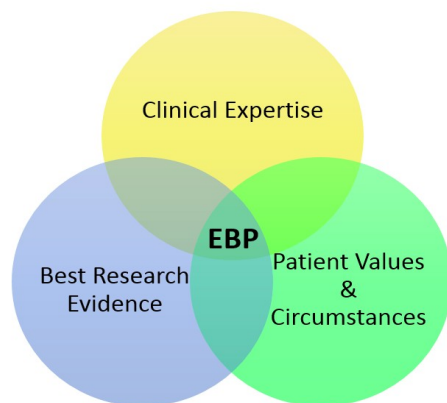 Clinical Expertise
EBP
Best Research
Evidence
Patient Values
&
Circumstances